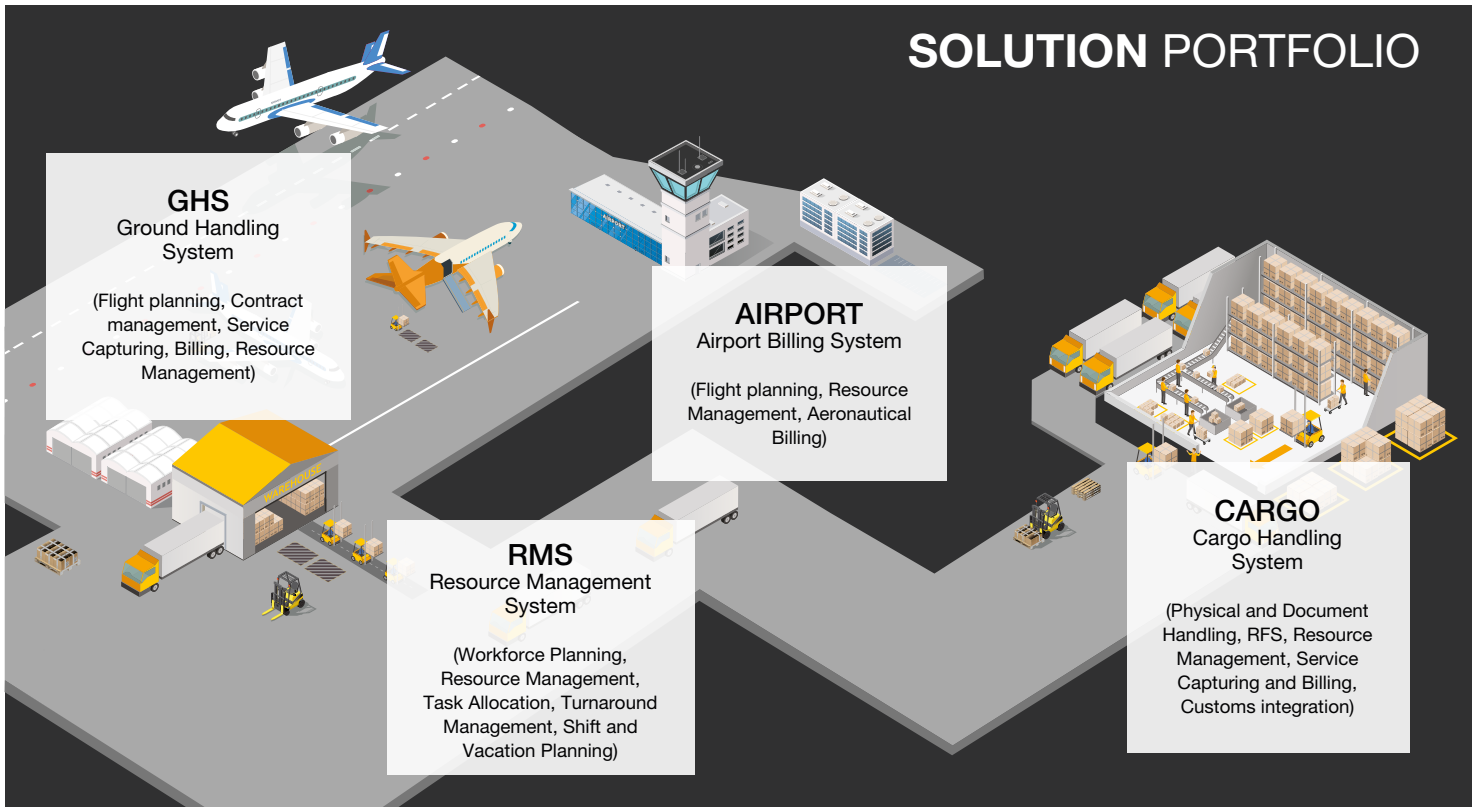 SOLUTION PORTFOLIO
GHS
Ground Handling
System
(Flight planning, Contract
management, Service
Capturing, Billing, Resource
Management)
AIRPORT
AIRPORT
Airport Billing System
(Flight planning, Resource
Management, Aeronautical
Billing)
WAREHOUSE
RMS
Resource Management
System
(Workforce Planning,
Resource Management,
Task Allocation, Turnaround
Management, Shift and
Vacation Planning)
CARGO
Cargo Handling
System
(Physical and Document
Handling, RFS, Resource
Management, Service
Capturing and Billing,
Customs integration)